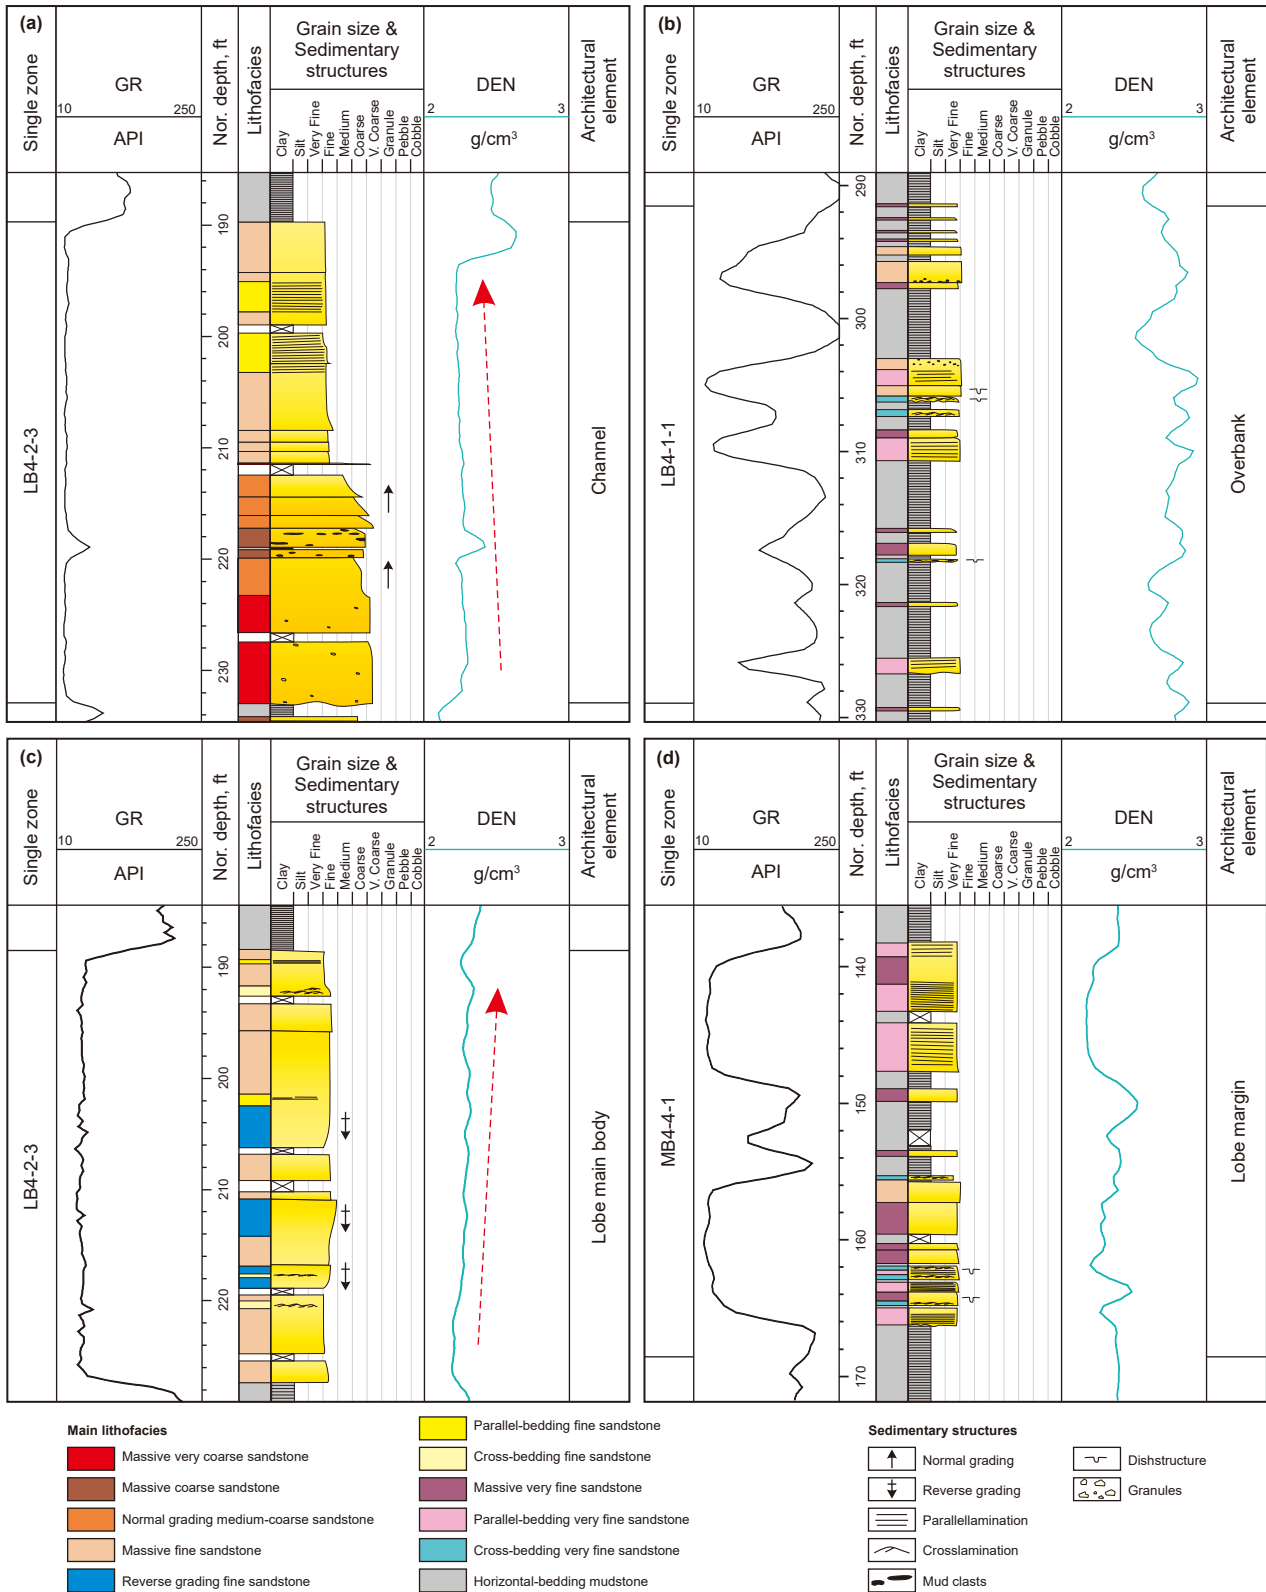 (a)
Single zone
GR
10 250
API
Nor. depth, ft
Lithofacies
Grain size &
Sedimentary
structures
Clay
Silt
Very Fine
Fine
Medium
Coarse
V. Coarse
Granule
Pebble
Cobble
DEN
2 3
g/cm³
Architectural
element
LB4-2-3
190
200
210
220
230
Channel
(b)
Single zone
GR
10 250
API
Nor. depth, ft
Lithofacies
Grain size &
Sedimentary
structures
Clay
Silt
Very Fine
Fine
Medium
Coarse
V. Coarse
Granule
Pebble
Cobble
DEN
2 3
g/cm³
Architectural
element
LB4-1-1
290
300
310
320
330
Overbank
(c)
Single zone
GR
10 250
API
Nor. depth, ft
Lithofacies
Grain size &
Sedimentary
structures
Clay
Silt
Very Fine
Fine
Medium
Coarse
V. Coarse
Granule
Pebble
Cobble
DEN
2 3
g/cm³
Architectural
element
LB4-2-3
190
200
210
220
Lobe main body
(d)
Single zone
GR
10 250
API
Nor. depth, ft
Lithofacies
Grain size &
Sedimentary
structures
Clay
Silt
Very Fine
Fine
Medium
Coarse
V. Coarse
Granule
Pebble
Cobble
DEN
2 3
g/cm³
Architectural
element
MB4-4-1
140
150
160
170
Lobe margin
Main lithofacies
Massive very coarse sandstone
Massive coarse sandstone
Normal grading medium-coarse sandstone
Massive fine sandstone
Reverse grading fine sandstone
Parallel-bedding fine sandstone
Cross-bedding fine sandstone
Massive very fine sandstone
Parallel-bedding very fine sandstone
Cross-bedding very fine sandstone
Horizontal-bedding mudstone
Sedimentary structures
Normal grading
Reverse grading
Parallellamination
Crosslamination
Mud clasts
Dishstructure
Granules